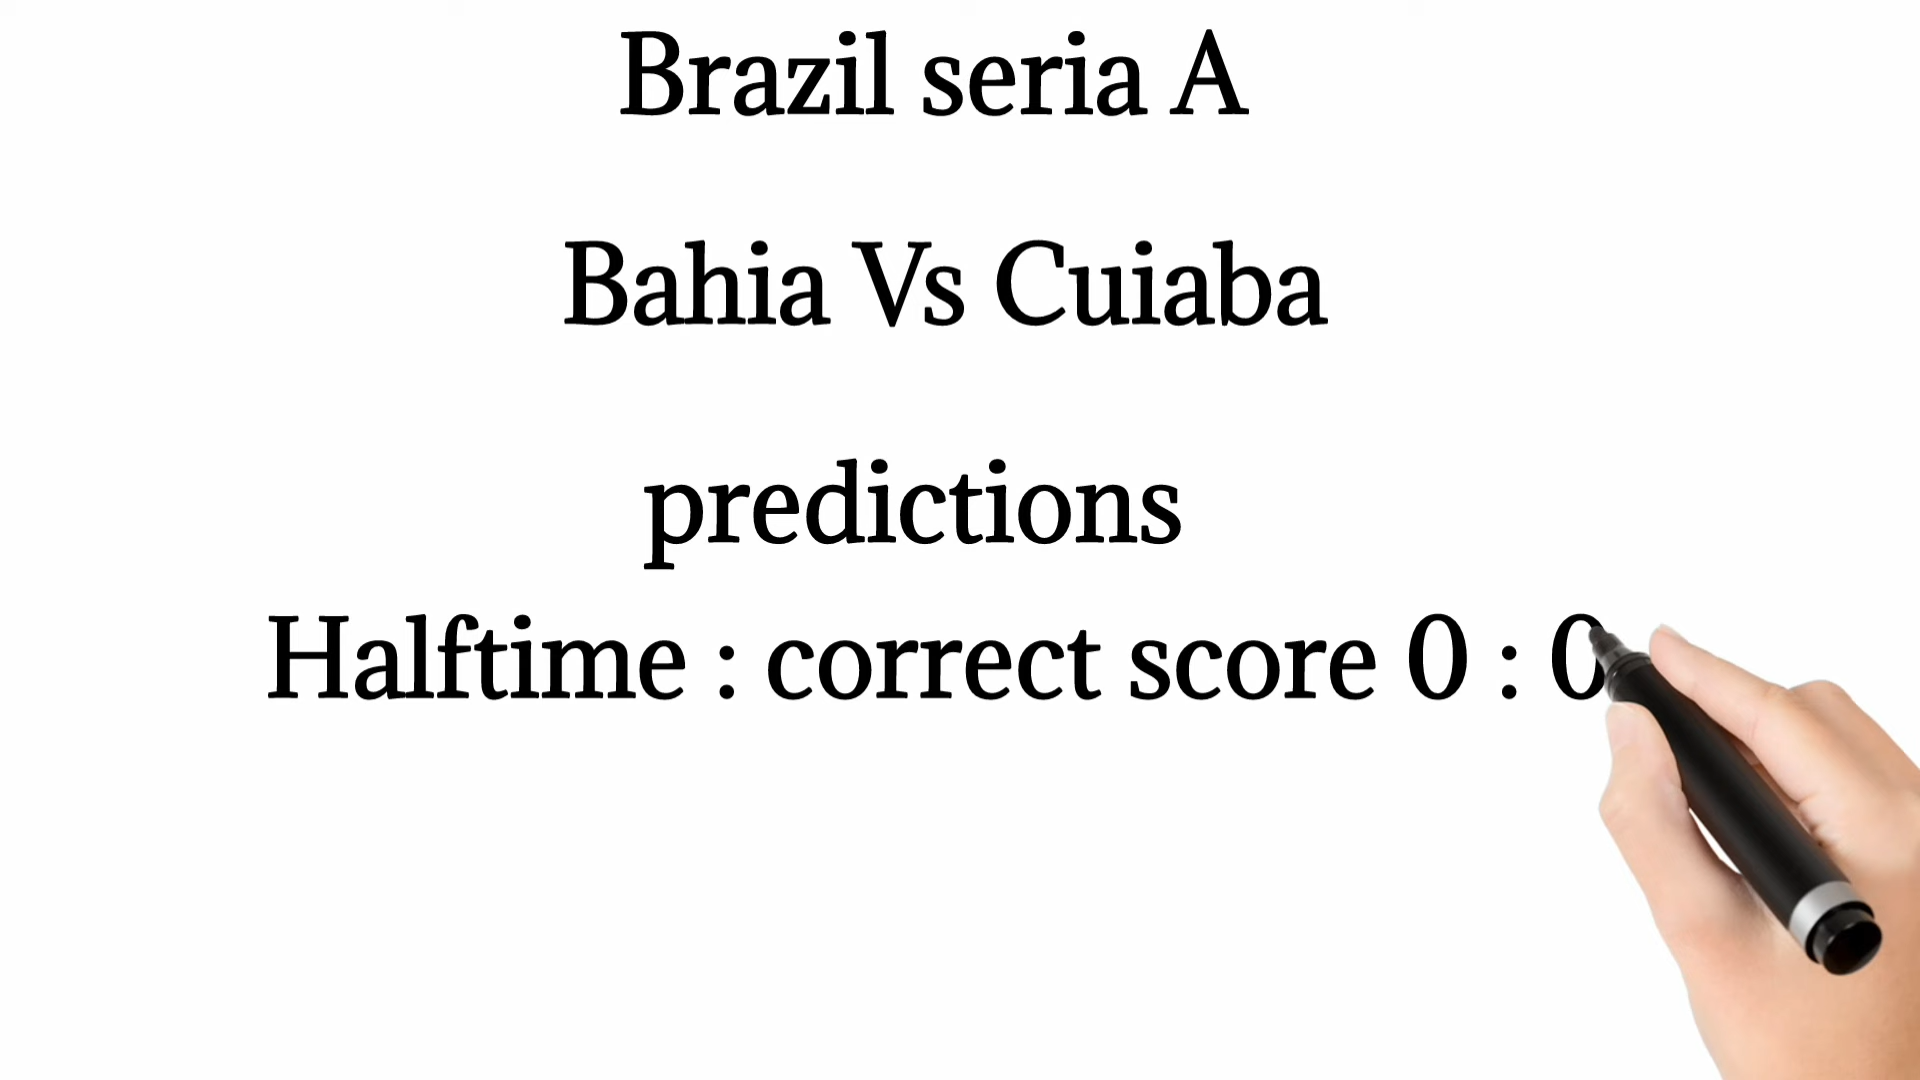 Brazil seria A
Bahia Vs Cuiaba
predictions
Halftime : correct score 0 : 0